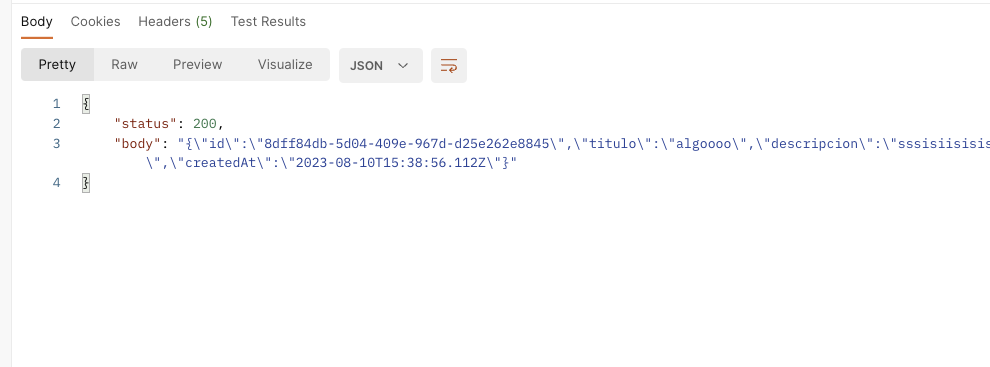 Body Cookies Headers (5) Test Results
Pretty Raw Preview Visualize JSON
1 {
2 "status": 200,
3 "body": "{\"id\":\"8dff84db-5d04-409e-967d-d25e262e8845\",\"titulo\":\"algoooo\",\"descripcion\":\"sssisiisisis
\",\"createdAt\":\"2023-08-10T15:38:56.112Z\"}"
4 }